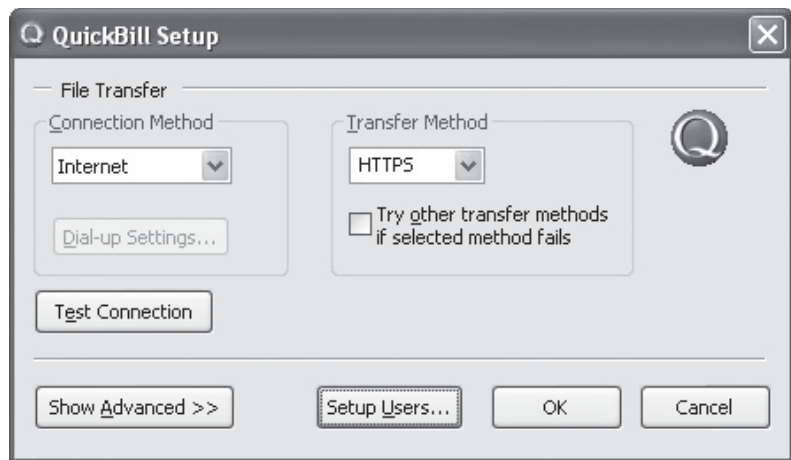 QuickBill Setup
File Transfer
Connection Method
Internet
Dial-up Settings...
Transfer Method
HTTPS
Try other transfer methods
if selected method fails
Q
Test Connection
Show Advanced >>
Setup Users...
OK
Cancel